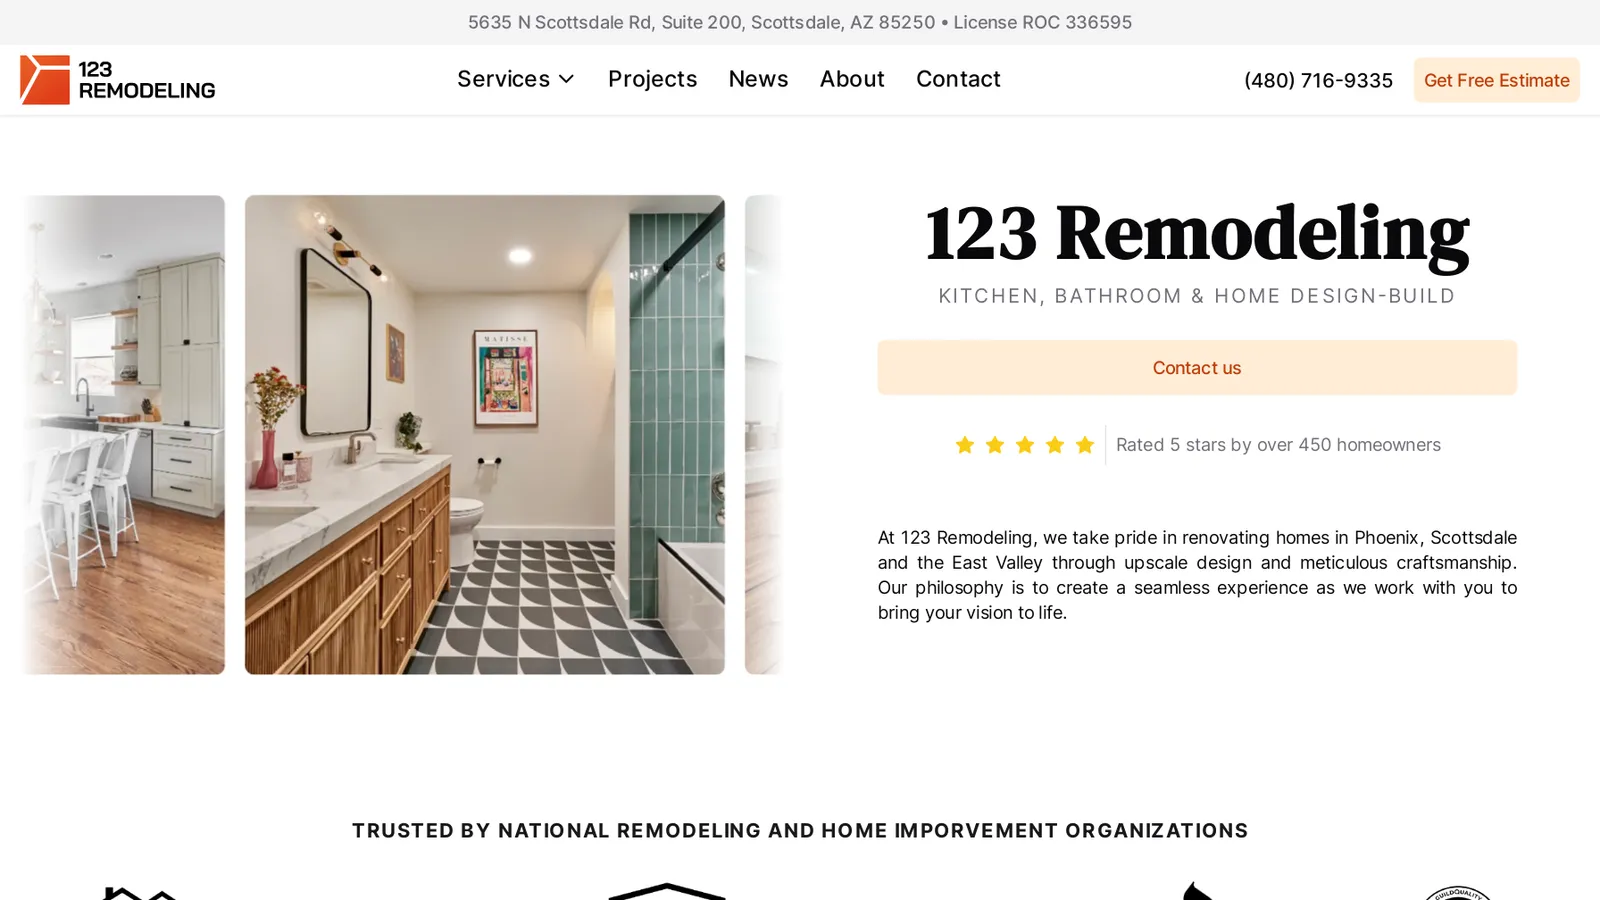 5635 N Scottsdale Rd, Suite 200, Scottsdale, AZ 85250 • License ROC 336595
123
REMODELING
Services
Projects
News
About
Contact
(480) 716-9335
Get Free Estimate
MATISSE
123 Remodeling
KITCHEN, BATHROOM & HOME DESIGN-BUILD
Contact us
Rated 5 stars by over 450 homeowners
At 123 Remodeling, we take pride in renovating homes in Phoenix, Scottsdale
and the East Valley through upscale design and meticulous craftsmanship.
Our philosophy is to create a seamless experience as we work with you to
bring your vision to life.
TRUSTED BY NATIONAL REMODELING AND HOME IMPORVEMENT ORGANIZATIONS
GUILDQUALITY